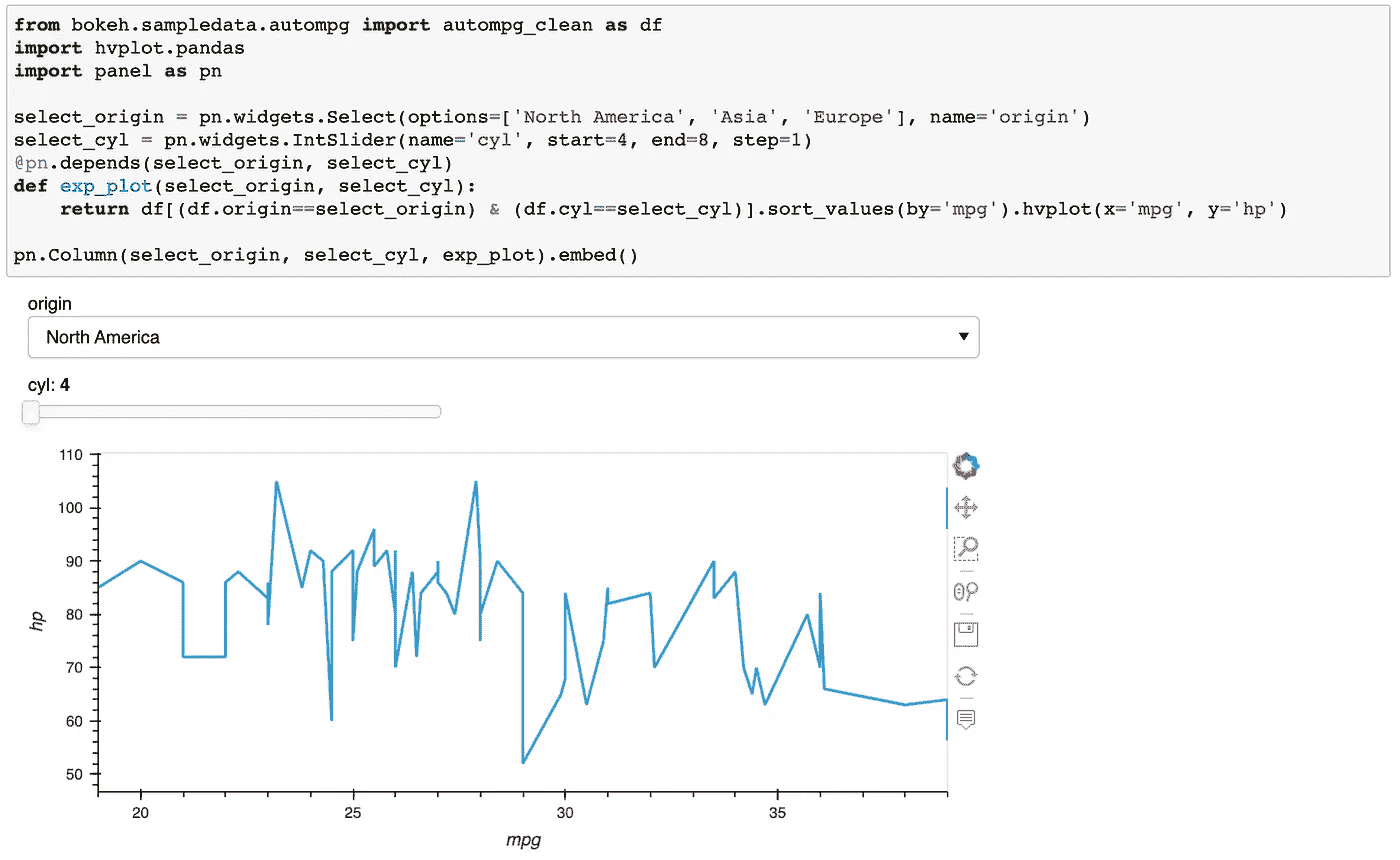 from bokeh.sampledata.autompg import autompg_clean as df
import hvplot.pandas
import panel as pn

select_origin = pn.widgets.Select(options=['North America', 'Asia', 'Europe'], name='origin')
select_cyl = pn.widgets.IntSlider(name='cyl', start=4, end=8, step=1)
@pn.depends(select_origin, select_cyl)
def exp_plot(select_origin, select_cyl):
    return df[(df.origin==select_origin) & (df.cyl==select_cyl)].sort_values(by='mpg').hvplot(x='mpg', y='hp')

pn.Column(select_origin, select_cyl, exp_plot).embed()
origin
North America
cyl: 4
110
100
90
80
70
60
50
hp
20 25 30 35
mpg